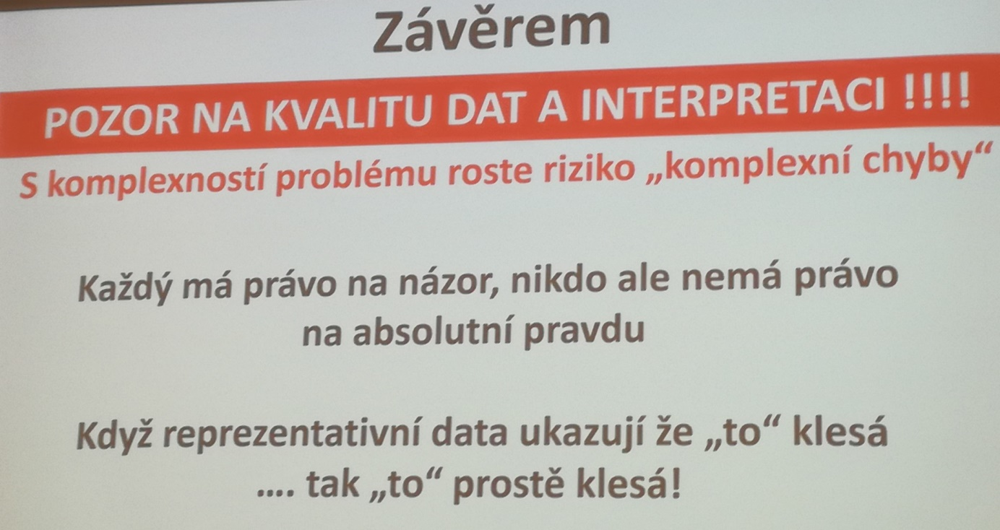 Závěrem
POZOR NA KVALITU DAT A INTERPRETACI !!!!
S komplexností problému roste riziko „komplexní chyby“
Každý má právo na názor, nikdo ale nemá právo
na absolutní pravdu
Když reprezentativní data ukazují že „to“ klesá
.... tak „to“ prostě klesá!